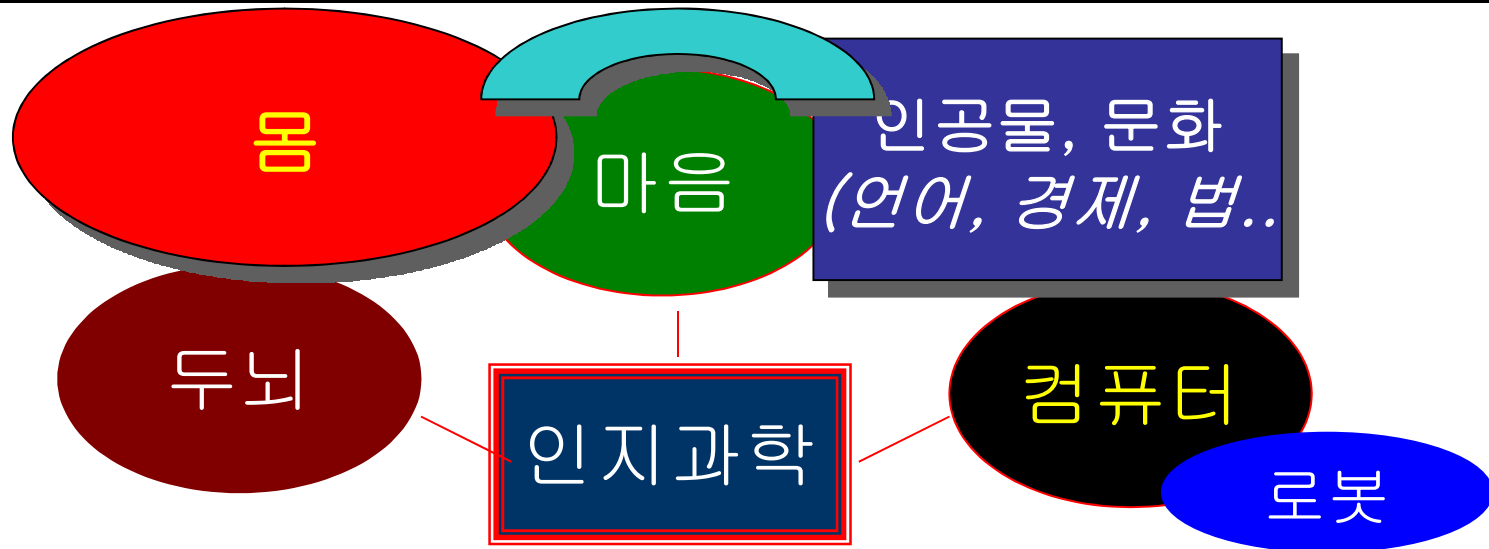 몸
마음
인공물, 문화
(언어, 경제, 법..
두뇌
인지과학
컴퓨터
로봇